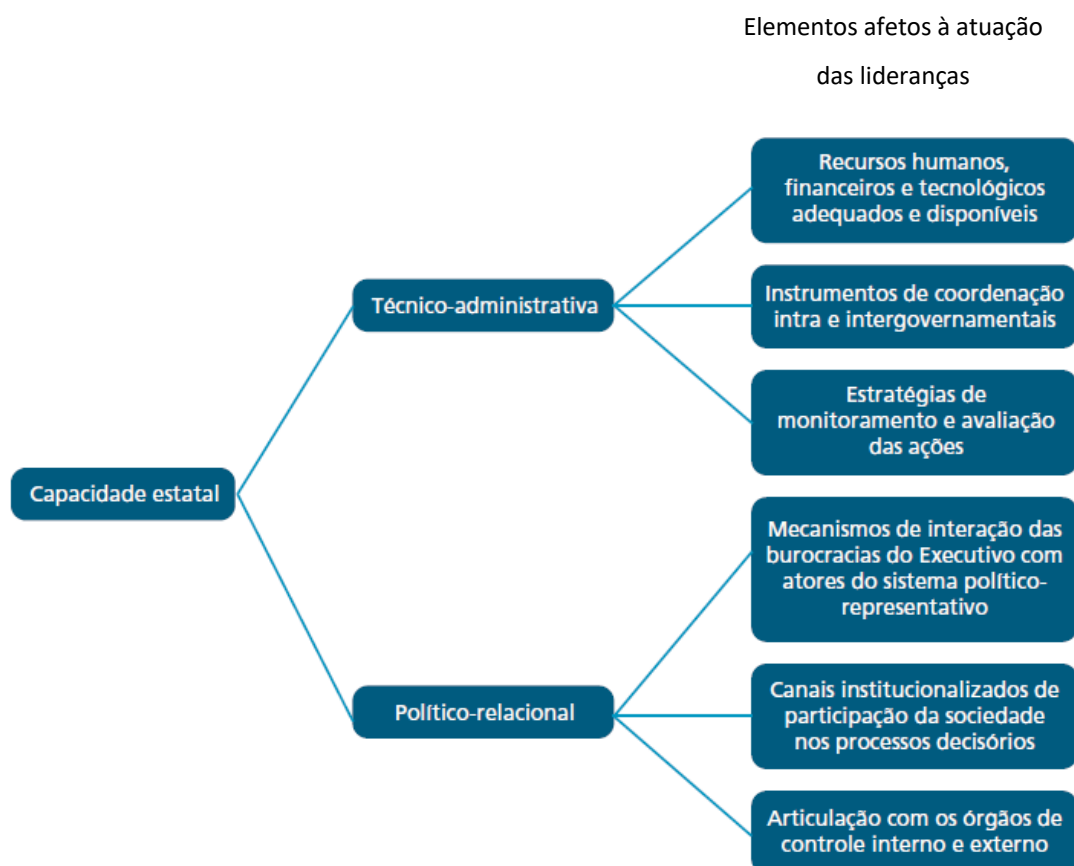 Elementos afetos à atuação
das lideranças
Recursos humanos,
financeiros e tecnológicos
adequados e disponíveis
Técnico-administrativa
Instrumentos de coordenação
intra e intergovernamentais
Estratégias de
monitoramento e avaliação
das ações
Capacidade estatal
Mecanismos de interação das
burocracias do Executivo com
atores do sistema político-
representativo
Político-relacional
Canais institucionalizados de
participação da sociedade
nos processos decisórios
Articulação com os órgãos de
controle interno e externo